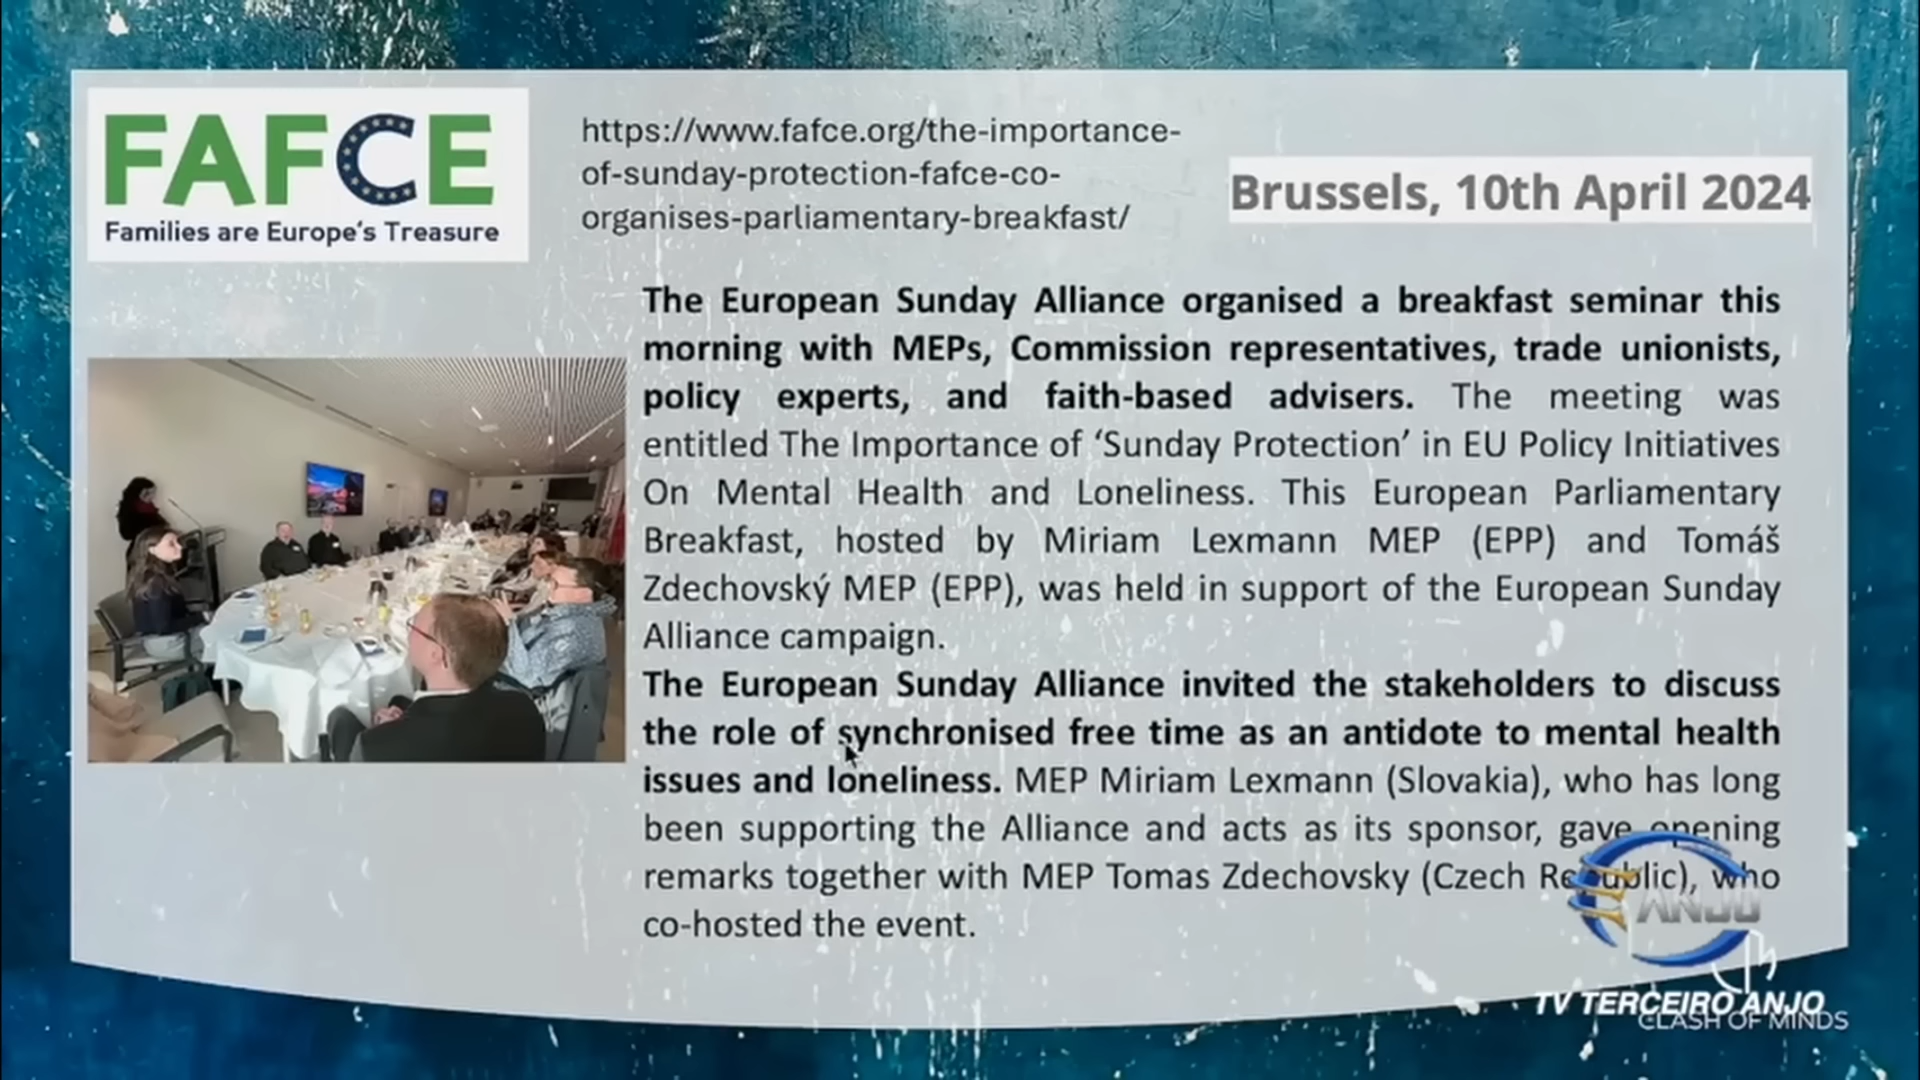 FAFCE
Families are Europe's Treasure
https://www.fafce.org/the-importance-
of-sunday-protection-fafce-co-
organises-parliamentary-breakfast/
Brussels, 10th April 2024
The European Sunday Alliance organised a breakfast seminar this
morning with MEPs, Commission representatives, trade unionists,
policy experts, and faith-based advisers. The meeting was
entitled The Importance of ‘Sunday Protection’ in EU Policy Initiatives
On Mental Health and Loneliness. This European Parliamentary
Breakfast, hosted by Miriam Lexmann MEP (EPP) and Tomáš
Zdechovský MEP (EPP), was held in support of the European Sunday
Alliance campaign.
The European Sunday Alliance invited the stakeholders to discuss
the role of synchronised free time as an antidote to mental health
issues and loneliness. MEP Miriam Lexmann (Slovakia), who has long
been supporting the Alliance and acts as its sponsor, gave opening
remarks together with MEP Tomas Zdechovsky (Czech Republic), who
co-hosted the event.
ANJO
TV TERCEIRO ANJO
CLASH OF MINDS